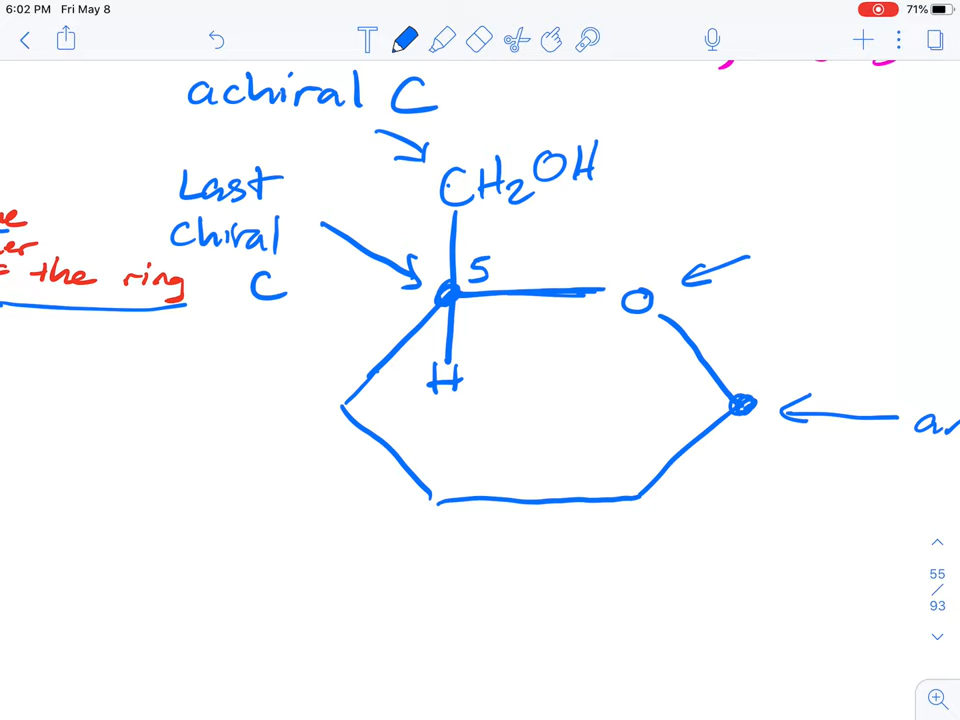 6:02 PM Fri May 8
71%
T
achiral C
CH2OH
Last
chiral
C
the ring
5
O
H
55
/
93